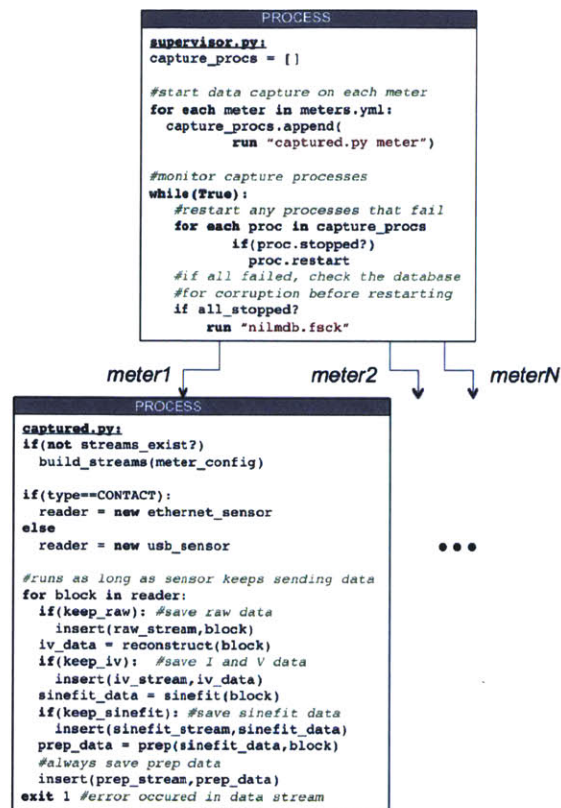 PROCESS
supervisor.py:
capture_procs = []
#start data capture on each meter
for each meter in meters.yml:
capture_procs.append(
run "captured.py meter")
#monitor capture processes
while(True):
#restart any processes that fail
for each proc in capture_procs
if(proc.stopped?)
proc.restart
#if all failed, check the database
#for corruption before restarting
if all_stopped?
run "nilmdb.fsck"
meter1
meter2
meterN
PROCESS
captured.py:
if(not streams_exist?)
build_streams(meter_config)
if(type==CONTACT):
reader = new ethernet_sensor
else
reader = new usb_sensor
#runs as long as sensor keeps sending data
for block in reader:
if(keep_raw): #save raw data
insert(raw_stream,block)
iv_data = reconstruct(block)
if(keep_iv): #save I and V data
insert(iv_stream,iv_data)
sinefit_data = sinefit(block)
if(keep_sinefit): #save sinefit data
insert(sinefit_stream,sinefit_data)
prep_data = prep(sinefit_data,block)
#always save prep data
insert(prep_stream,prep_data)
exit 1 #error occured in data stream